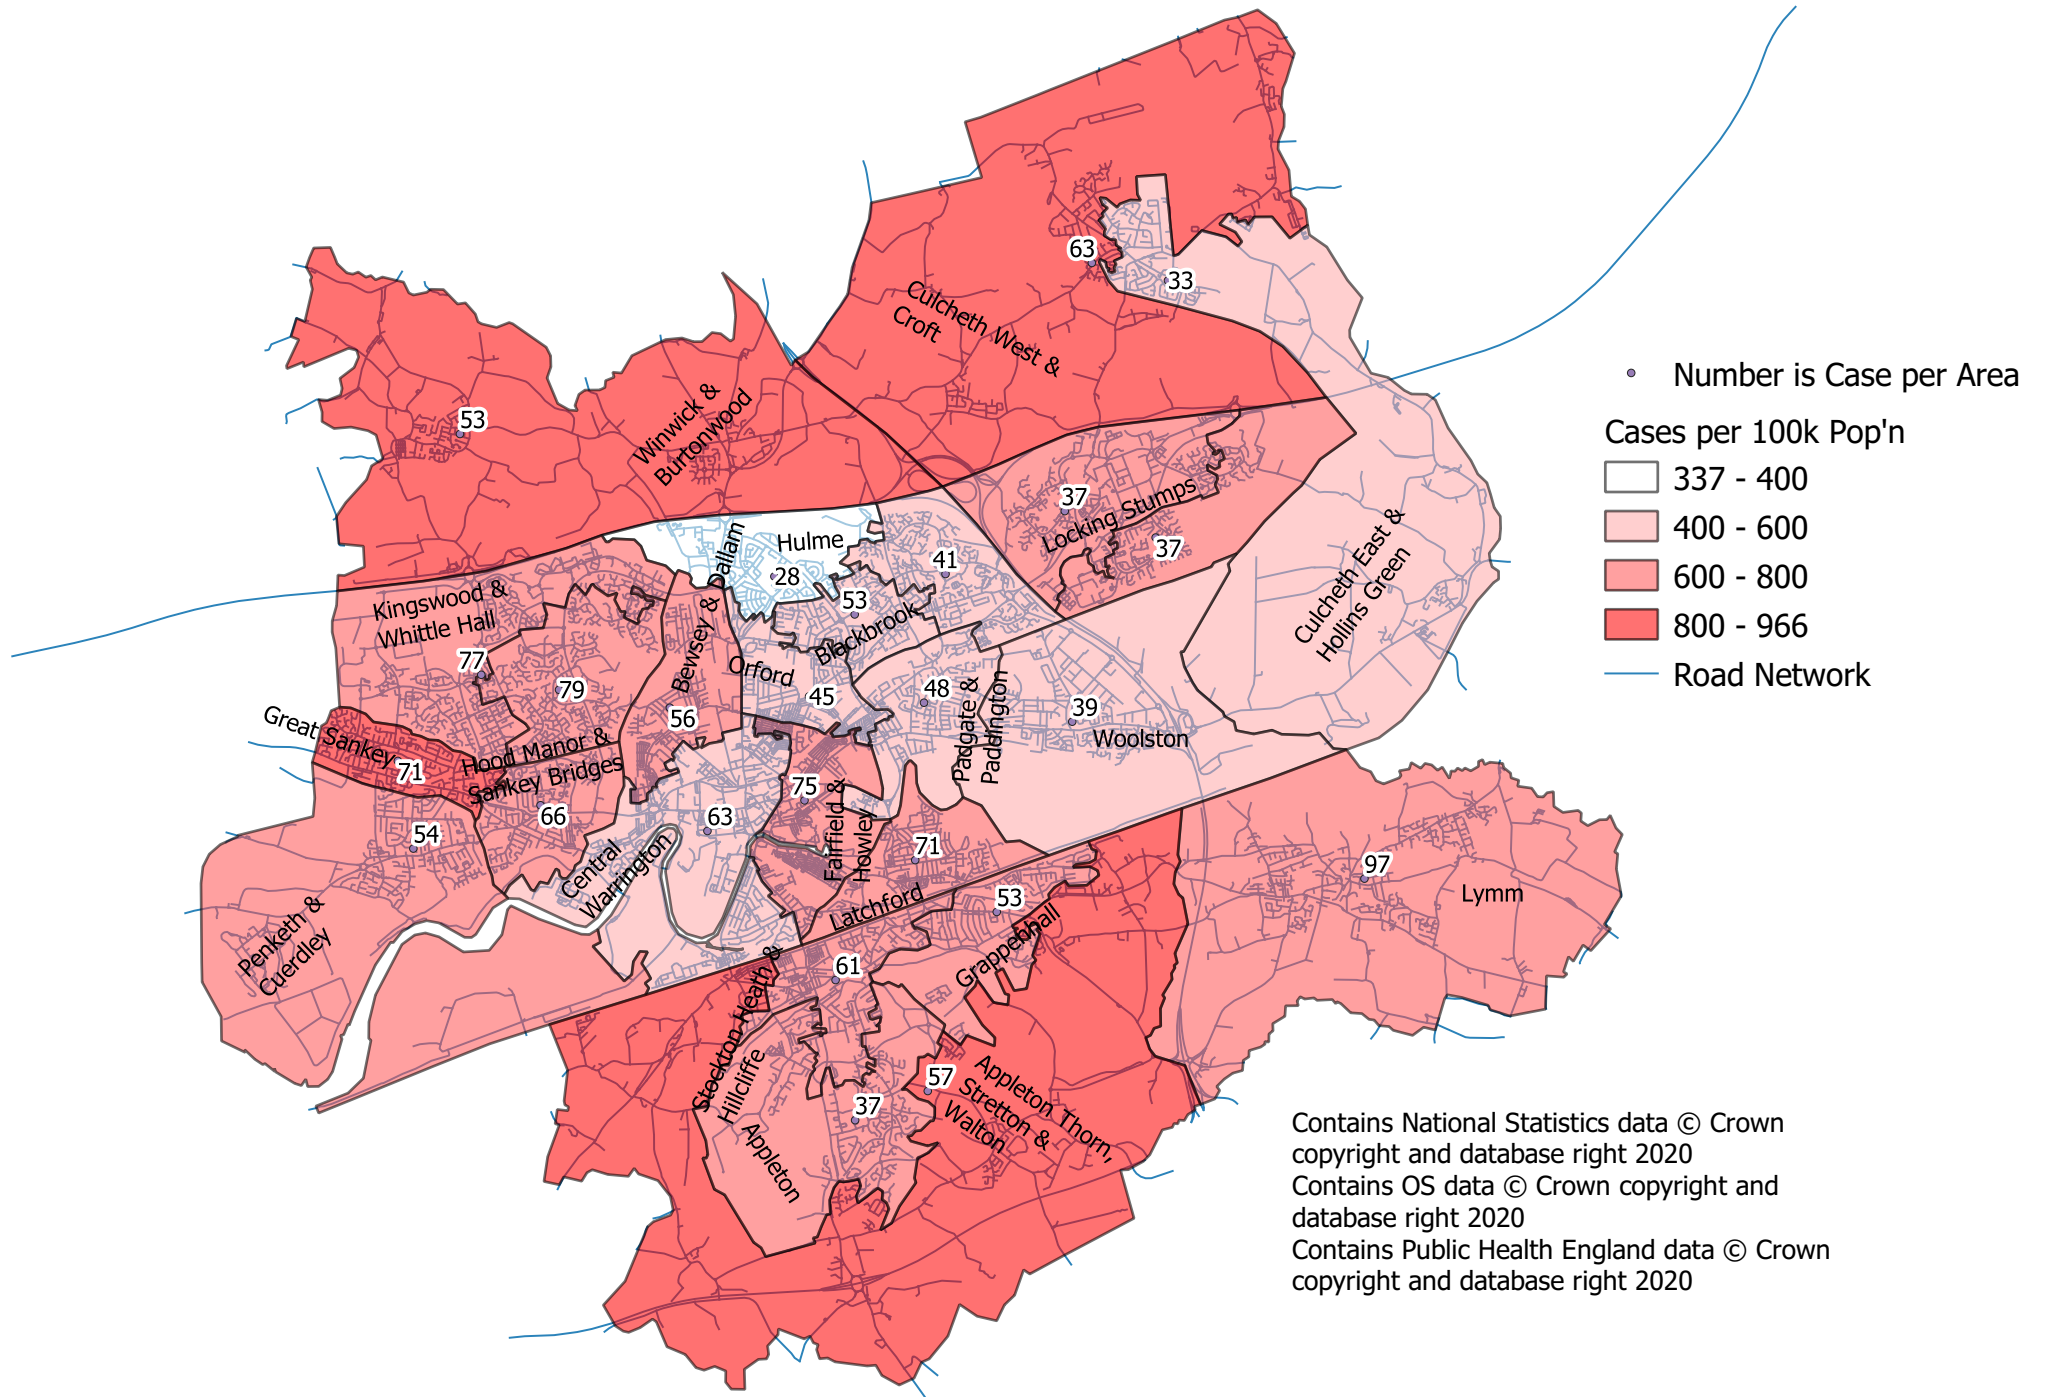 63
33
Culcheth West &
Croft
53
Winwick &
Burtonwood
37
Locking Stumps
37
Culcheth East &
Hollins Green
Hulme
28
41
53
Blackbrook
Kingswood &
Whittle Hall
77
79
Bewsey & Dallam
56
Orford
45
48
Padgate &
Paddington
39
Woolston
Great Sankey
71
Hood Manor &
Sankey Bridges
66
54
63
Central
Warrington
75
Fairfield &
Howley
71
Latchford
97
Lymm
Penketh &
Cuerdley
53
Grappenhall
61
Stockton Heath &
Hillcliffe
57
37
Appleton
Appleton Thorn,
Stretton &
Walton
Number is Case per Area
Cases per 100k Pop'n
337 - 400
400 - 600
600 - 800
800 - 966
Road Network
Contains National Statistics data © Crown
copyright and database right 2020
Contains OS data © Crown copyright and
database right 2020
Contains Public Health England data © Crown
copyright and database right 2020